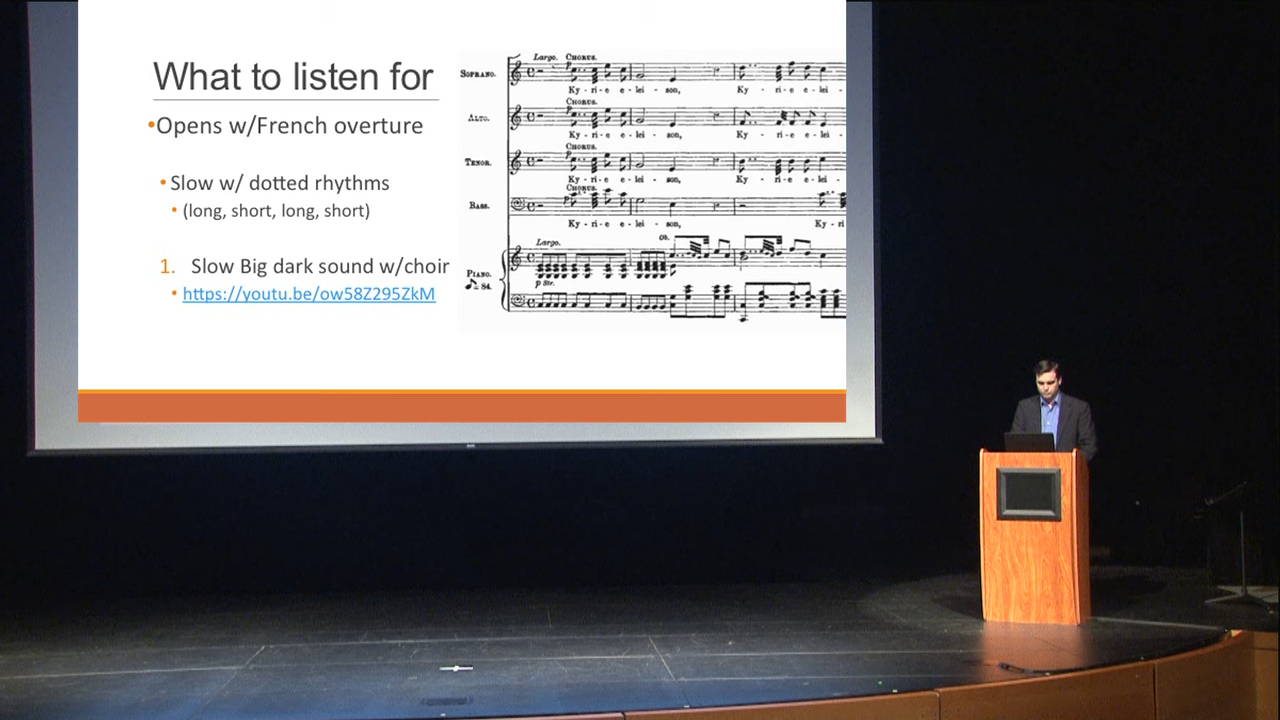 What to listen for
•Opens w/French overture
• Slow w/ dotted rhythms
• (long, short, long, short)
1. Slow Big dark sound w/choir
• https://youtu.be/ow58Z295ZkM
Largo. CHORUS.
SOPRANO.
Ky - ri - e e - lei - son, Ky - ri - e e - lei -
CHORUS.
ALTO.
Ky - ri - e e - lei - son, Ky - ri - e e - lei -
CHORUS.
TENOR.
Ky - ri - e e - lei - son, Ky - ri - e e - lei -
CHORUS.
BASS.
Ky - ri - e e - lei - son, Ky - ri
Largo. Ob.
PIANO.
p Str.
♪= 84.